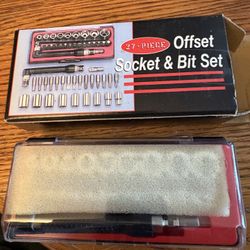 27-PIECE Offset
Socket & Bit Set